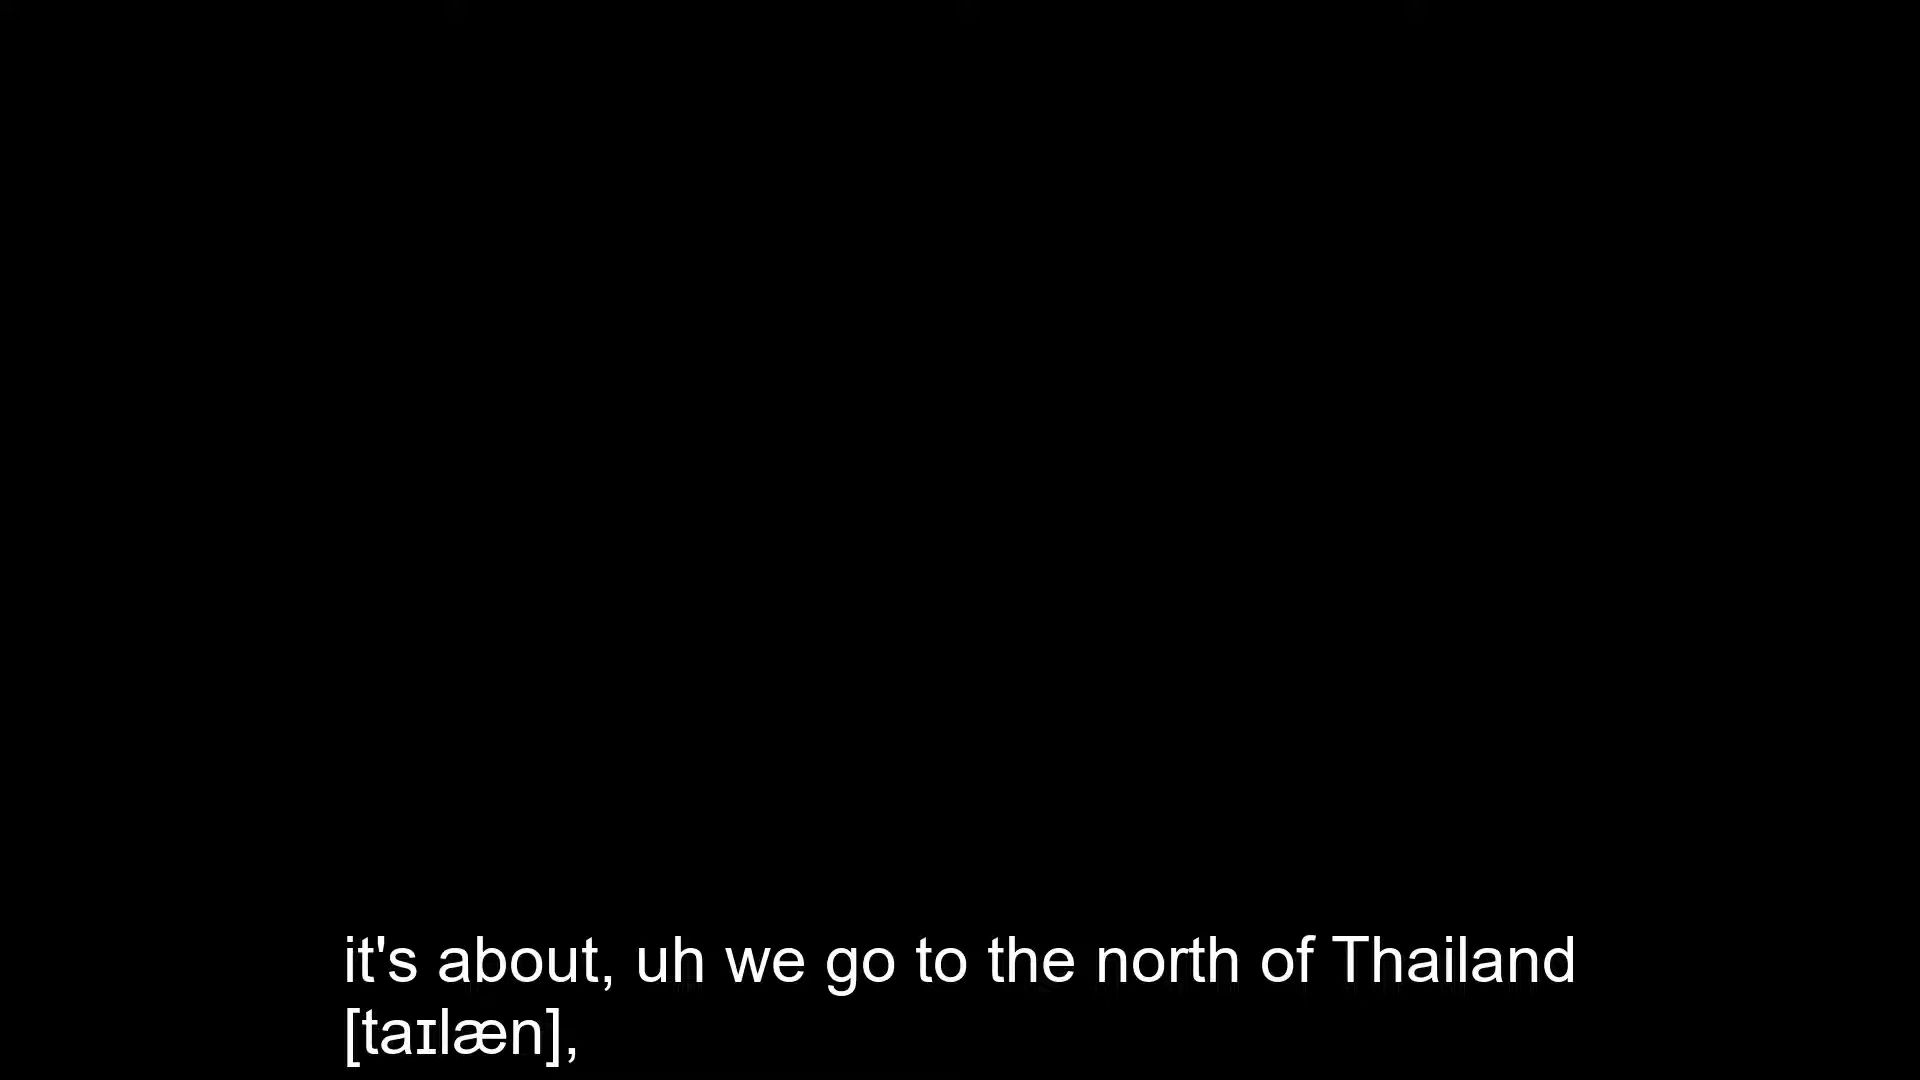 it's about, uh we go to the north of Thailand
[taɪlæn],